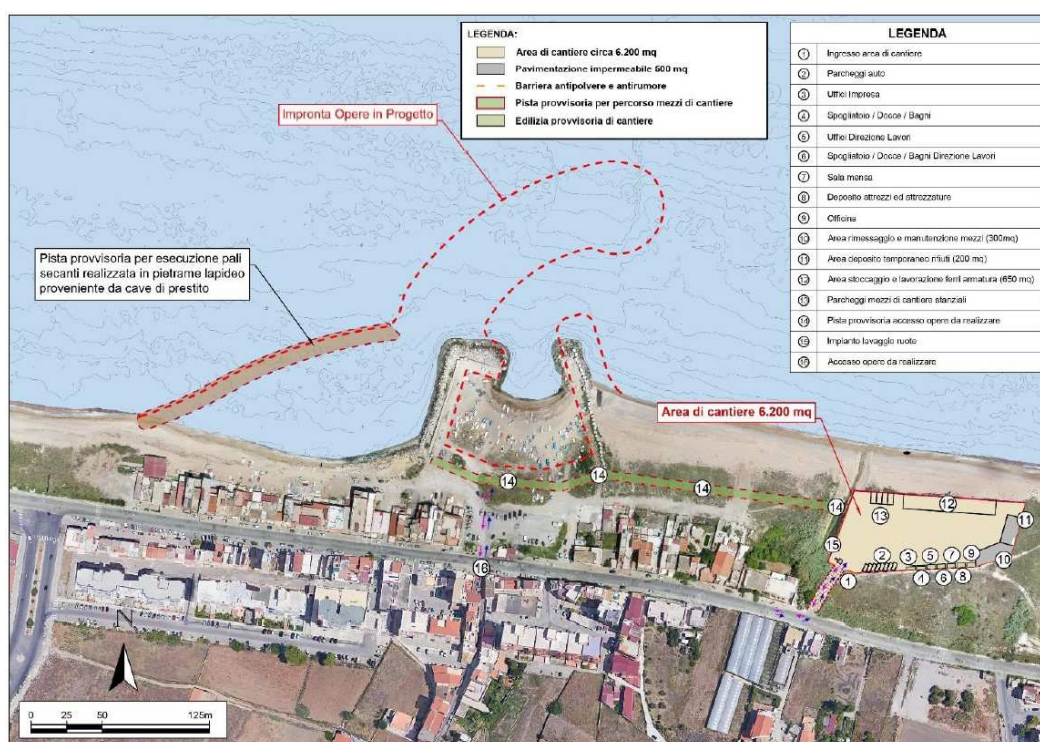 LEGENDA:
Area di cantiere circa 6.200 mq
Pavimentazione impermeabile 500 mq
Barriera antipolvere e antirumore
Pista provvisoria per percorso mezzi di cantiere
Edilizia provvisoria di cantiere
LEGENDA
1 Ingresso area di cantiere
2 Parcheggi auto
3 Uffici Impresa
4 Spogliatoio / Docce / Bagni
5 Uffici Direzione Lavori
6 Spogliatoio / Docce / Bagni Direzione Lavori
7 Sala mensa
8 Deposito attrezzi ed attrezzature
9 Officina
10 Area rimessaggio e manutenzione mezzi (300mq)
11 Area deposito temporaneo rifiuti (200 mq)
12 Area stoccaggio e lavorazione ferri armatura (650 mq)
13 Parcheggi mezzi di cantiere stanziali
14 Pista provvisoria accesso opere da realizzare
15 Impianto lavaggio ruote
16 Accesso opere da realizzare
Impronta Opere in Progetto
Pista provvisoria per esecuzione pali
secanti realizzata in pietrame lapideo
proveniente da cave di prestito
Area di cantiere 6.200 mq
14
14
14
14
13
12
11
15
2
3
5
7
9
10
1
4
6
8
16
N
0 25 50 125m